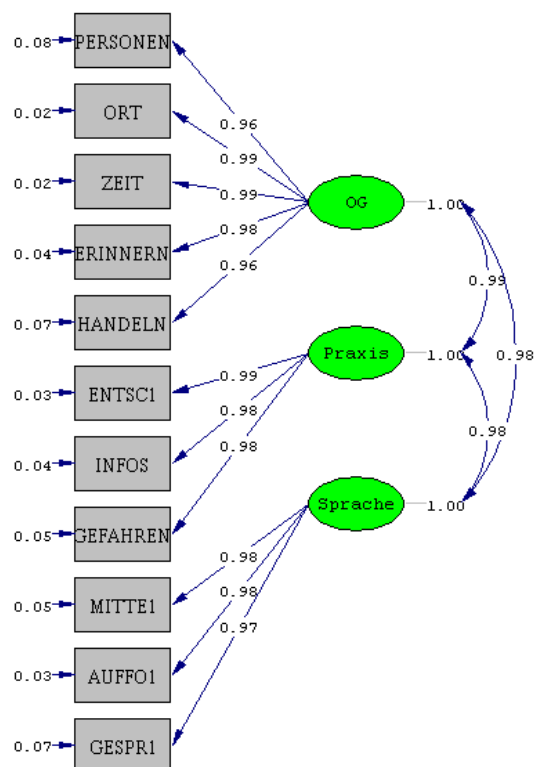 0.08 PERSONEN
0.96
0.02 ORT
0.99
0.02 ZEIT
0.99
OG 1.00
0.04 ERINNERN
0.98
0.96
0.99
0.07 HANDELN
Praxis 1.00
0.98
0.03 ENTSC1
0.99
0.98
0.98
0.04 INFOS
0.98
Sprache 1.00
0.05 GEFAHREN
0.98
0.98
0.97
0.05 MITTE1
0.03 AUFFO1
0.07 GESPR1